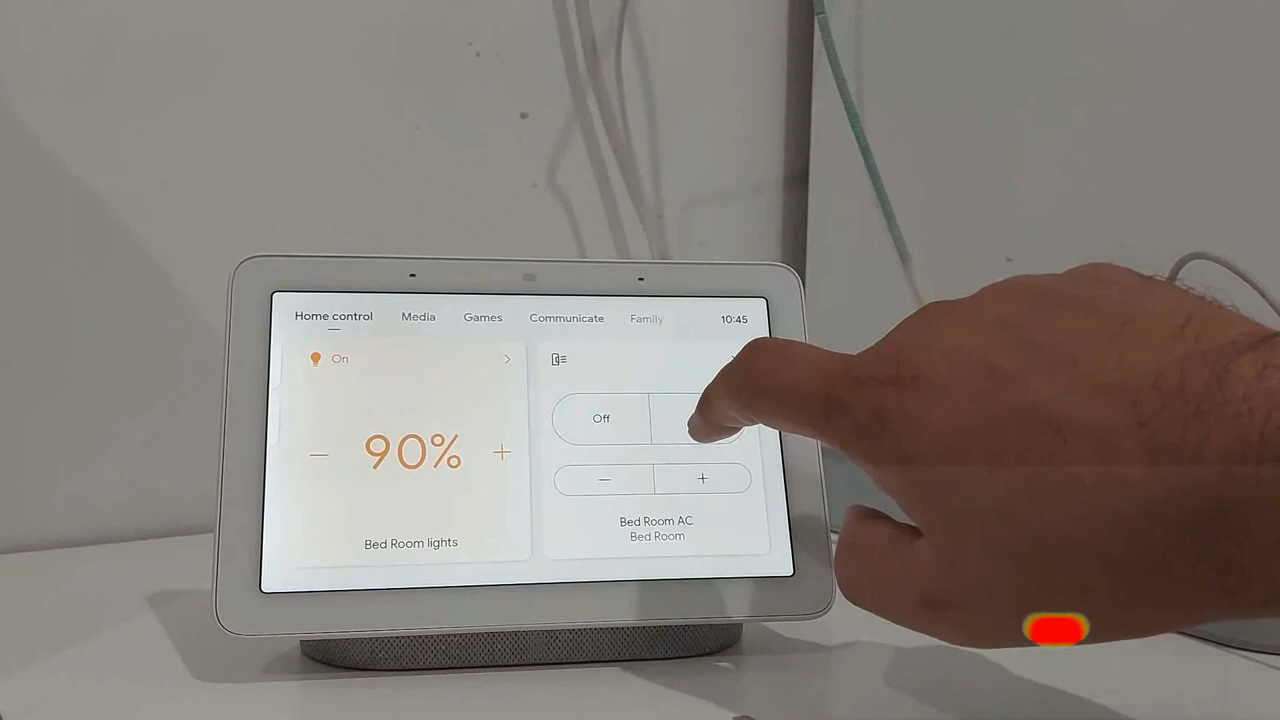 Home control Media Games Communicate Family 10:45
On
Off
90%
Bed Room lights
Bed Room AC
Bed Room